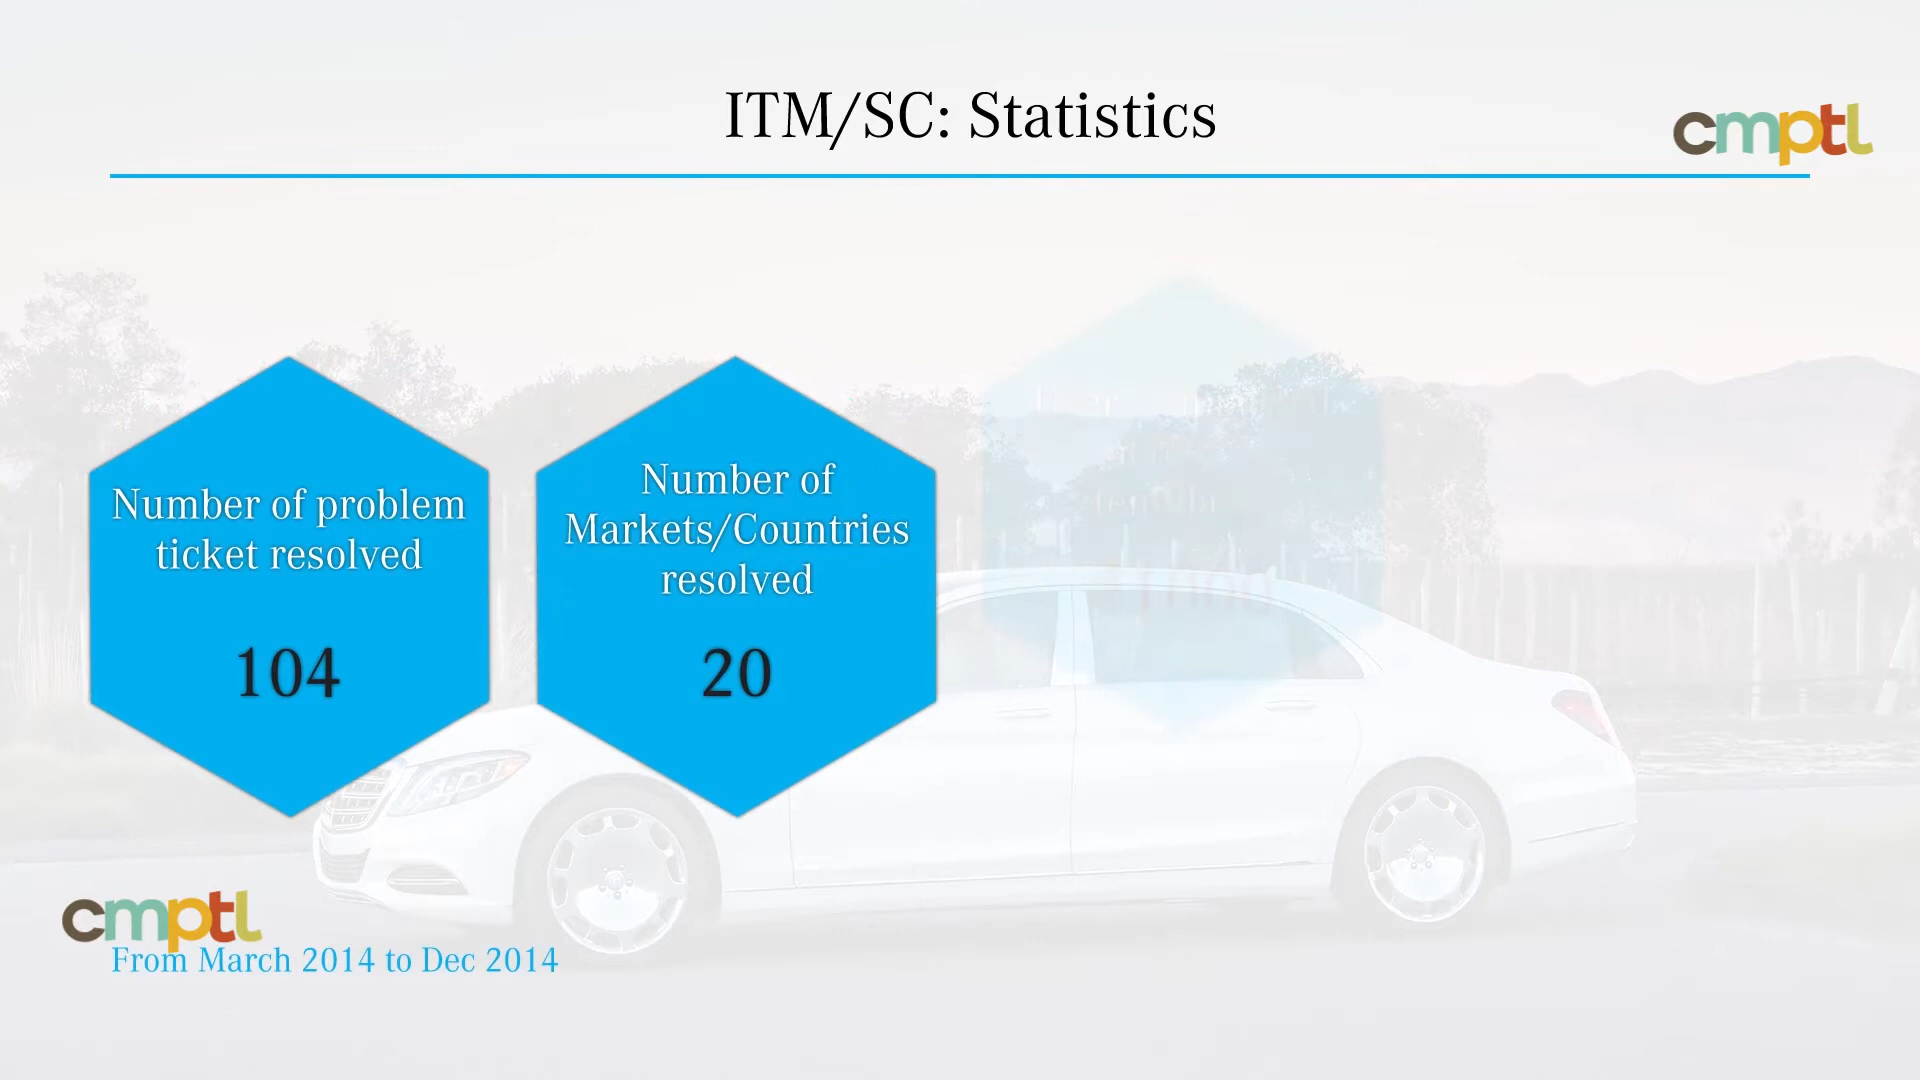 ITM/SC: Statistics
cmptl
Number of problem
ticket resolved
104
Number of
Markets/Countries
resolved
20
cmptl
From March 2014 to Dec 2014